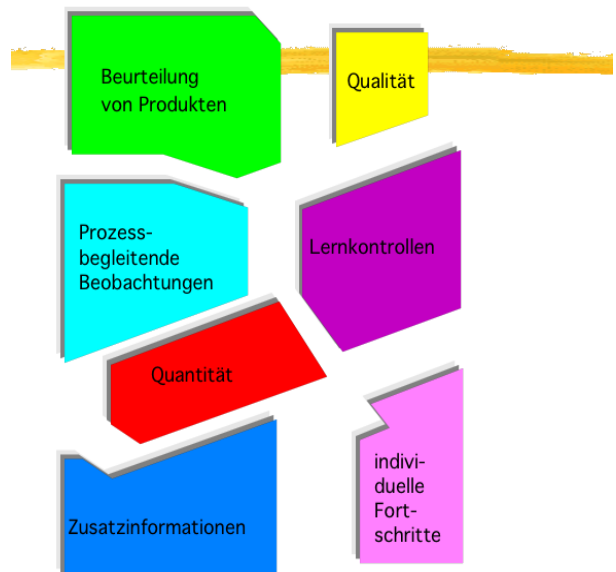 Beurteilung
von Produkten
Qualität
Prozess-
begleitende
Beobachtungen
Lernkontrollen
Quantität
indivi-
duelle
Fort-
schritte
Zusatzinformationen